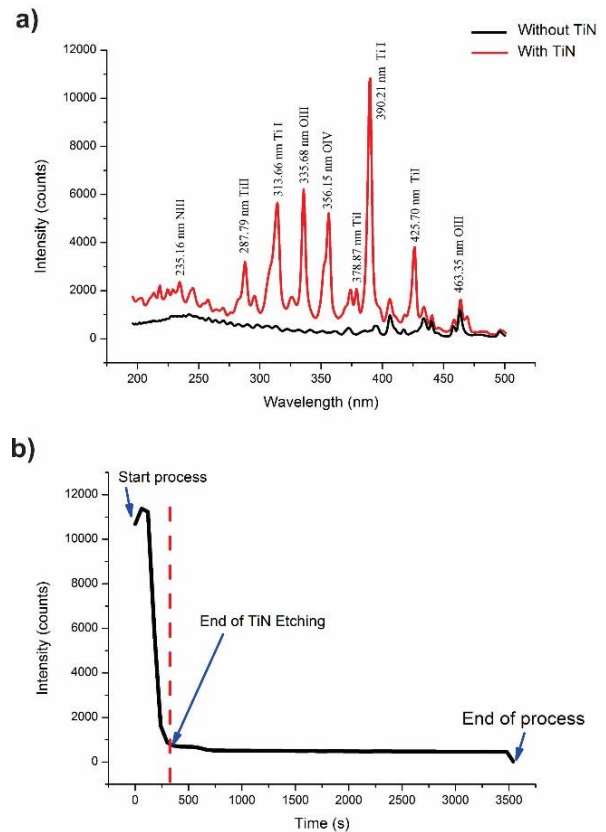 a)
Without TiN
With TiN
12000
10000
8000
6000
4000
2000
0
Intensity (counts)
235.16 nm NIII
287.79 nm TiII
313.66 nm Ti I
335.68 nm OIII
356.15 nm OIV
378.87 nm TiI
390.21 nm Ti I
425.70 nm TiI
463.35 nm OIII
200 250 300 350 400 450 500
Wavelength (nm)
b)
Start process
12000
10000
8000
6000
4000
2000
0
Intensity (counts)
End of TiN Etching
End of process
0 500 1000 1500 2000 2500 3000 3500
Time (s)